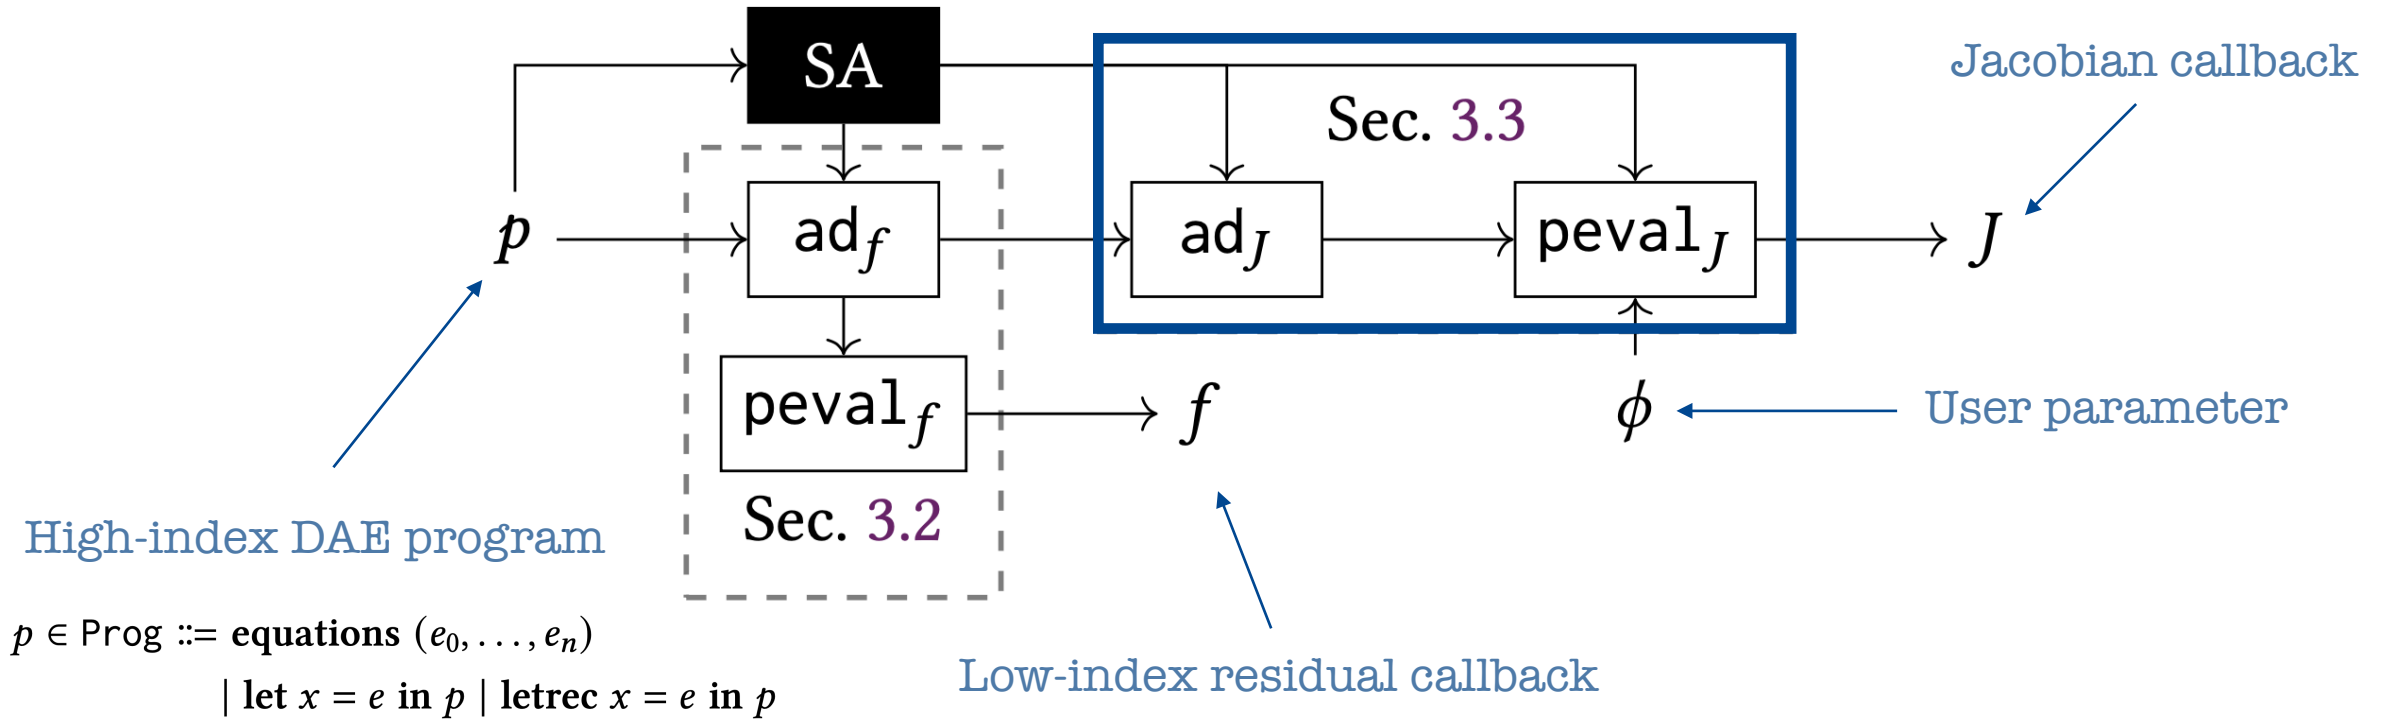 SA
Jacobian callback
Sec. 3.3
p
ad_f
ad_J
peval_J
J
peval_f
f
ϕ
User parameter
Sec. 3.2
High-index DAE program
p ∈ Prog ::= equations (e_0, . . . , e_n)
| let x = e in p | letrec x = e in p
Low-index residual callback